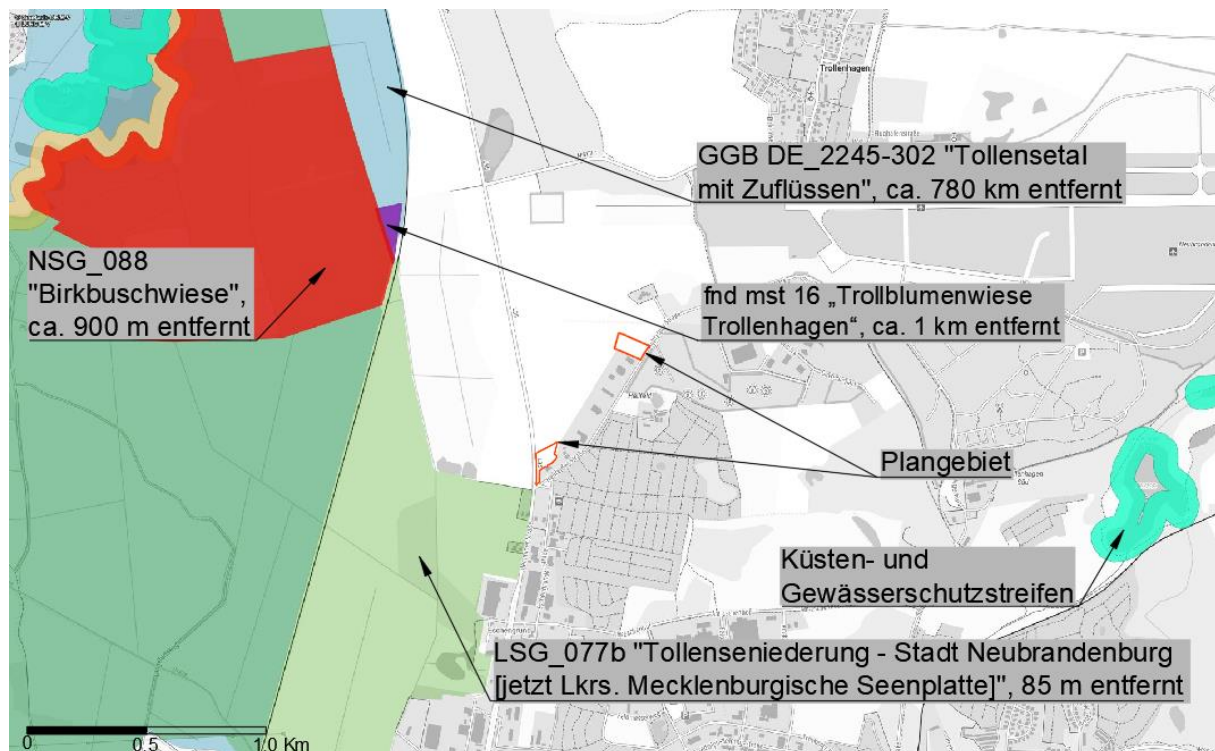 Trollenhagen
GGB DE_2245-302 "Tollensetal
mit Zuflüssen", ca. 780 km entfernt
NSG_088
"Birkbuschwiese",
ca. 900 m entfernt
fnd mst 16 „Trollblumenwiese
Trollenhagen“, ca. 1 km entfernt
Plangebiet
Küsten- und
Gewässerschutzstreifen
LSG_077b "Tollenseniederung - Stadt Neubrandenburg
[jetzt Lkrs. Mecklenburgische Seenplatte]", 85 m entfernt
0 0.5 1.0 Km